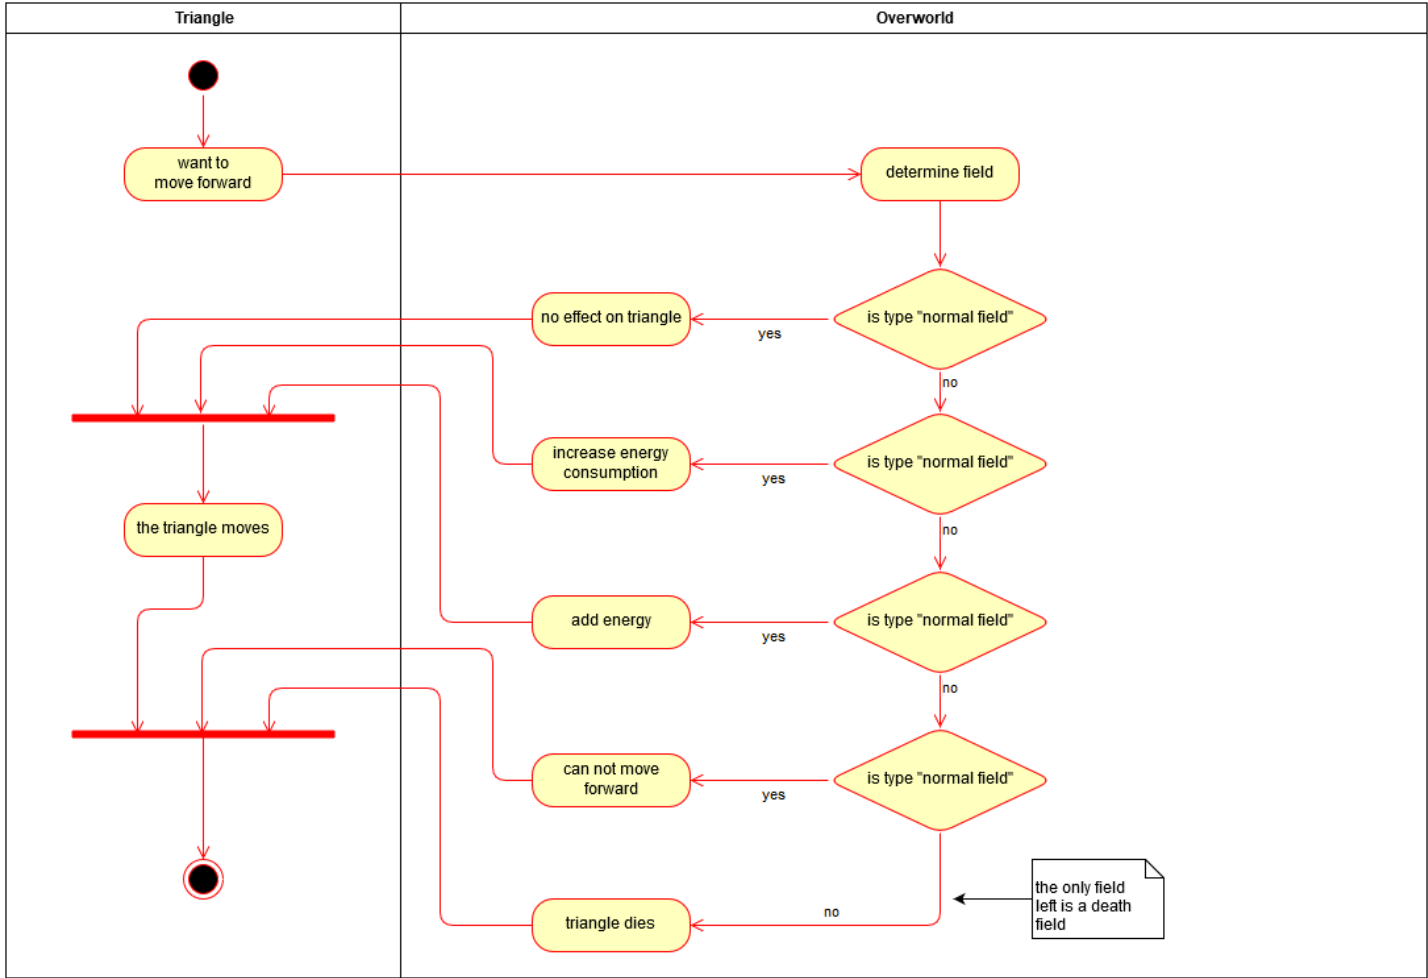 Triangle
Overworld
want to
move forward
determine field
no effect on triangle
yes
is type "normal field"
no
increase energy
consumption
yes
is type "normal field"
no
the triangle moves
add energy
yes
is type "normal field"
no
can not move
forward
yes
is type "normal field"
the only field
left is a death
field
triangle dies
no